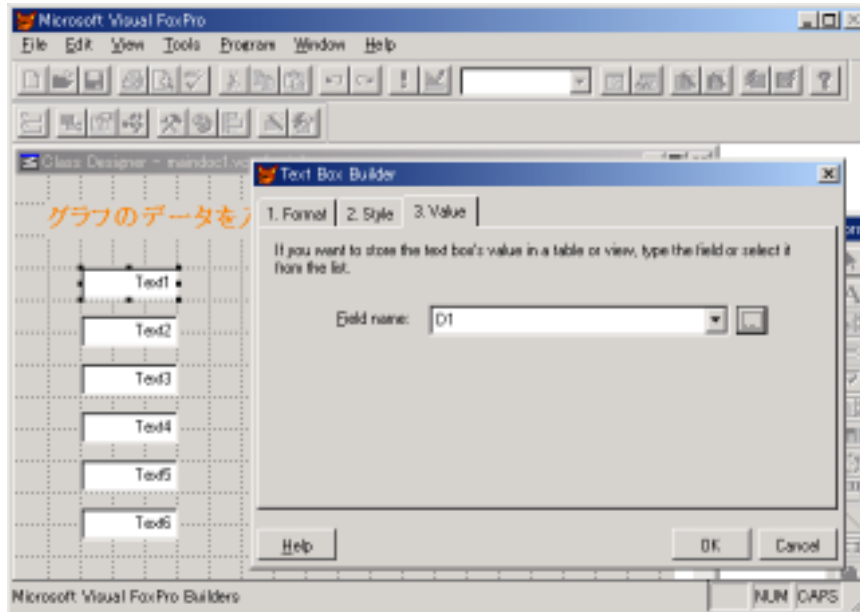 Microsoft Visual FoxPro
File Edit View Tools Program Window Help
Class Designer - maindoc1.vc
グラフのデータを
Text1
Text2
Text3
Text4
Text5
Text6
Text Box Builder
1. Format 2. Style 3. Value
If you want to store the text box's value in a table or view, type the field or select it
from the list.
Field name: D1
...
Help OK Cancel
Microsoft Visual FoxPro Builders NUM CAPS